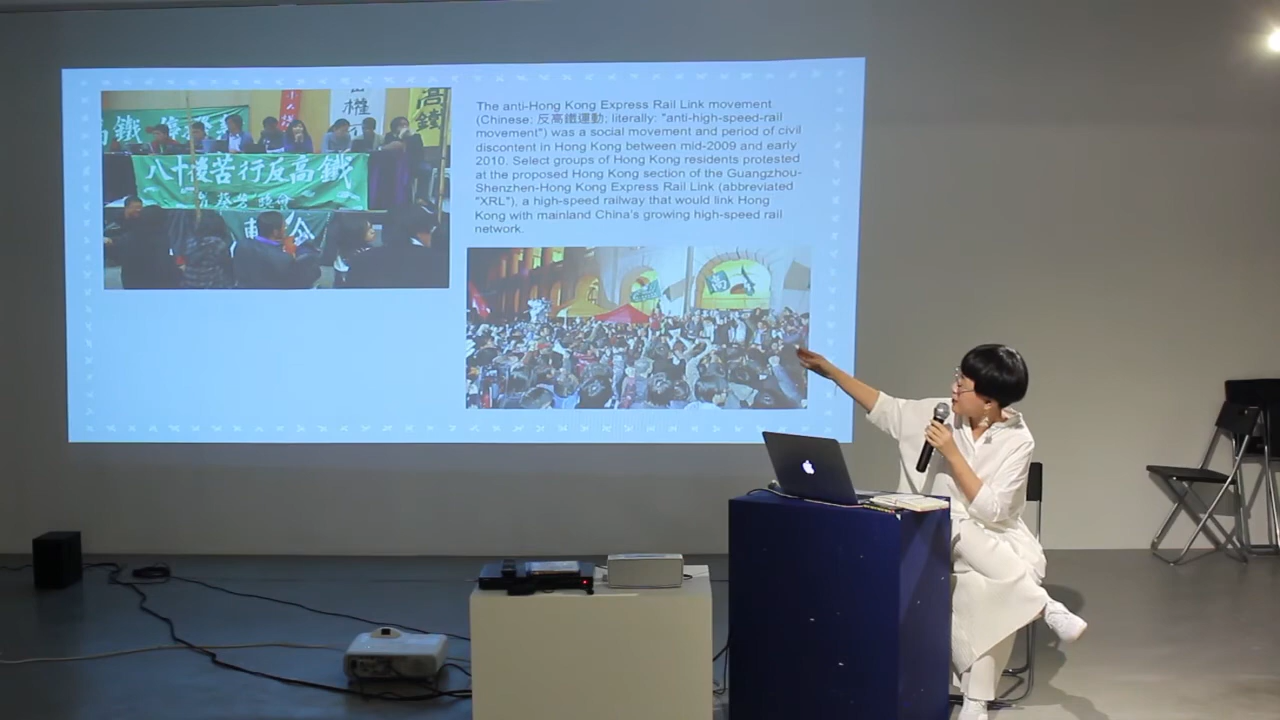 The anti-Hong Kong Express Rail Link movement
(Chinese: 反高鐵運動; literally: "anti-high-speed-rail
movement") was a social movement and period of civil
discontent in Hong Kong between mid-2009 and early
2010. Select groups of Hong Kong residents protested
at the proposed Hong Kong section of the Guangzhou-
Shenzhen-Hong Kong Express Rail Link (abbreviated
"XRL"), a high-speed railway that would link Hong
Kong with mainland China's growing high-speed rail
network.
高鐵
權
高鐵
八十後苦行反高鐵
高